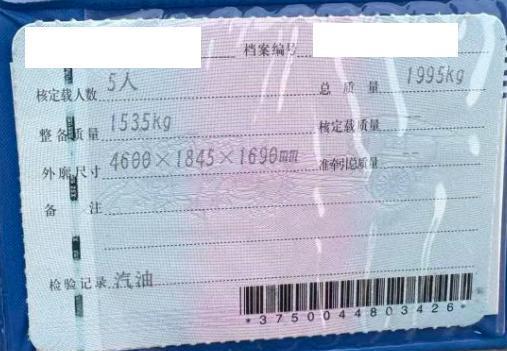 档案编号
核定载人数 5人 总质量 1995kg
整备质量 1535kg 核定载质量 --
外廓尺寸 4600×1845×1690mm 准牵引总质量 --
备注
检验记录 汽油
*3750044803426*